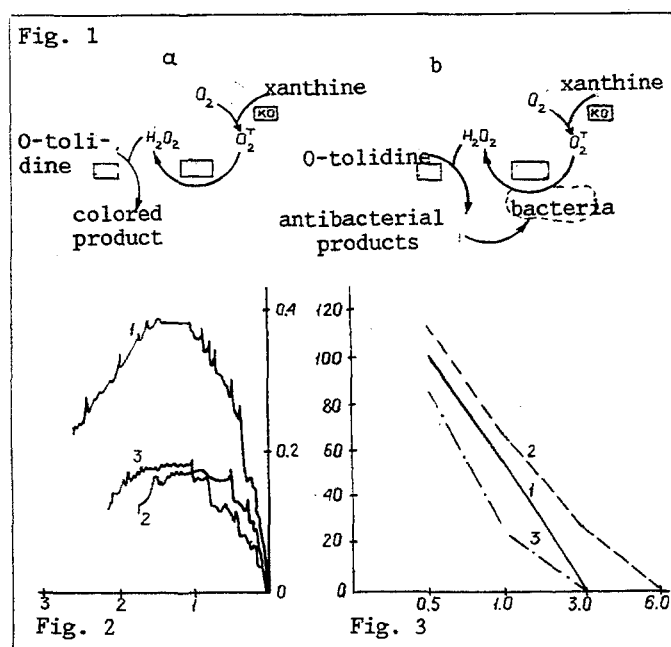 Fig. 1
a
b
O₂
xanthine
KO
O-toli-
dine
H₂O₂
O₂⁻
colored
product
O₂
xanthine
KO
O-tolidine
H₂O₂
O₂⁻
bacteria
antibacterial
products
0.4
0.2
0
1
3
2
3
2
1
Fig. 2
120
100
80
60
40
20
0
2
1
3
0.5
1.0
3.0
6.0
Fig. 3